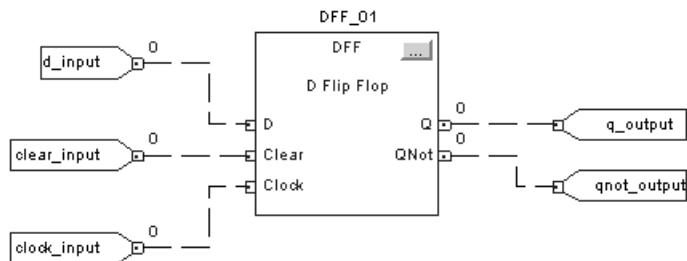 DFF_01
DFF
...
D Flip Flop
d_input
0
D
Q
0
q_output
clear_input
0
Clear
QNot
0
qnot_output
clock_input
0
Clock